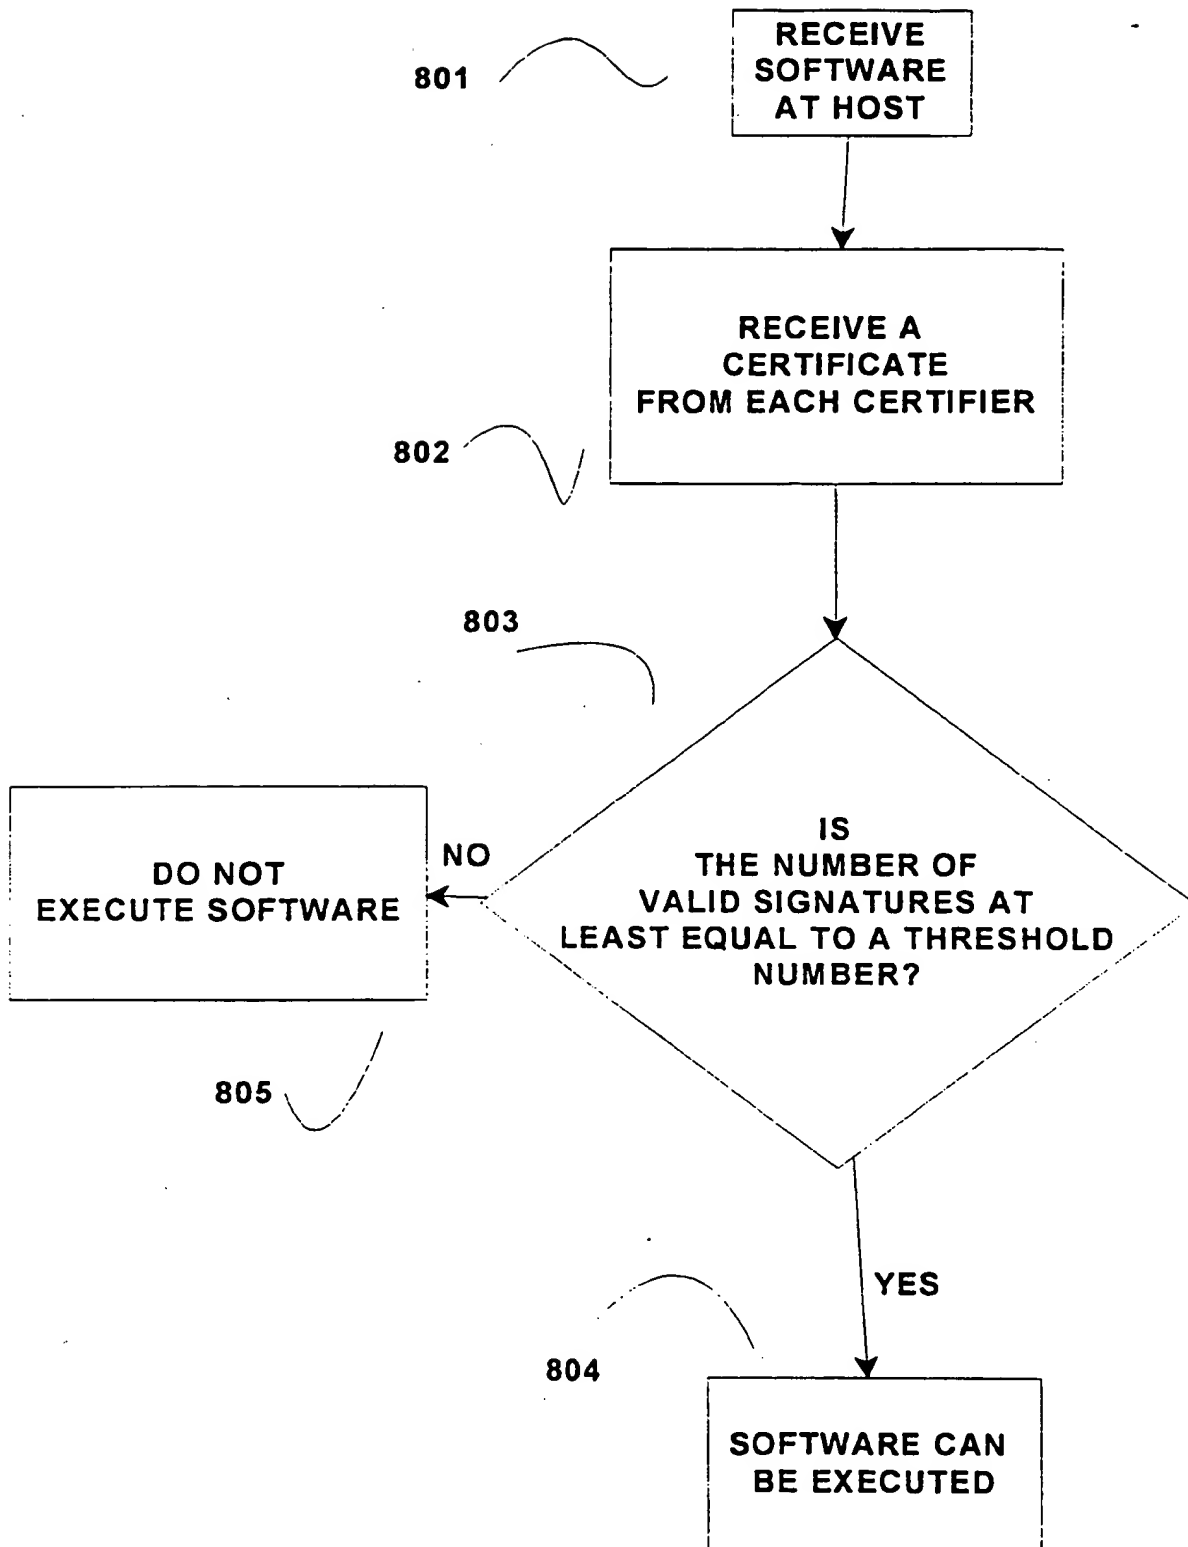 RECEIVE
SOFTWARE
AT HOST
801
RECEIVE A
CERTIFICATE
FROM EACH CERTIFIER
802
803
IS
THE NUMBER OF
VALID SIGNATURES AT
LEAST EQUAL TO A THRESHOLD
NUMBER?
NO
DO NOT
EXECUTE SOFTWARE
805
YES
804
SOFTWARE CAN
BE EXECUTED